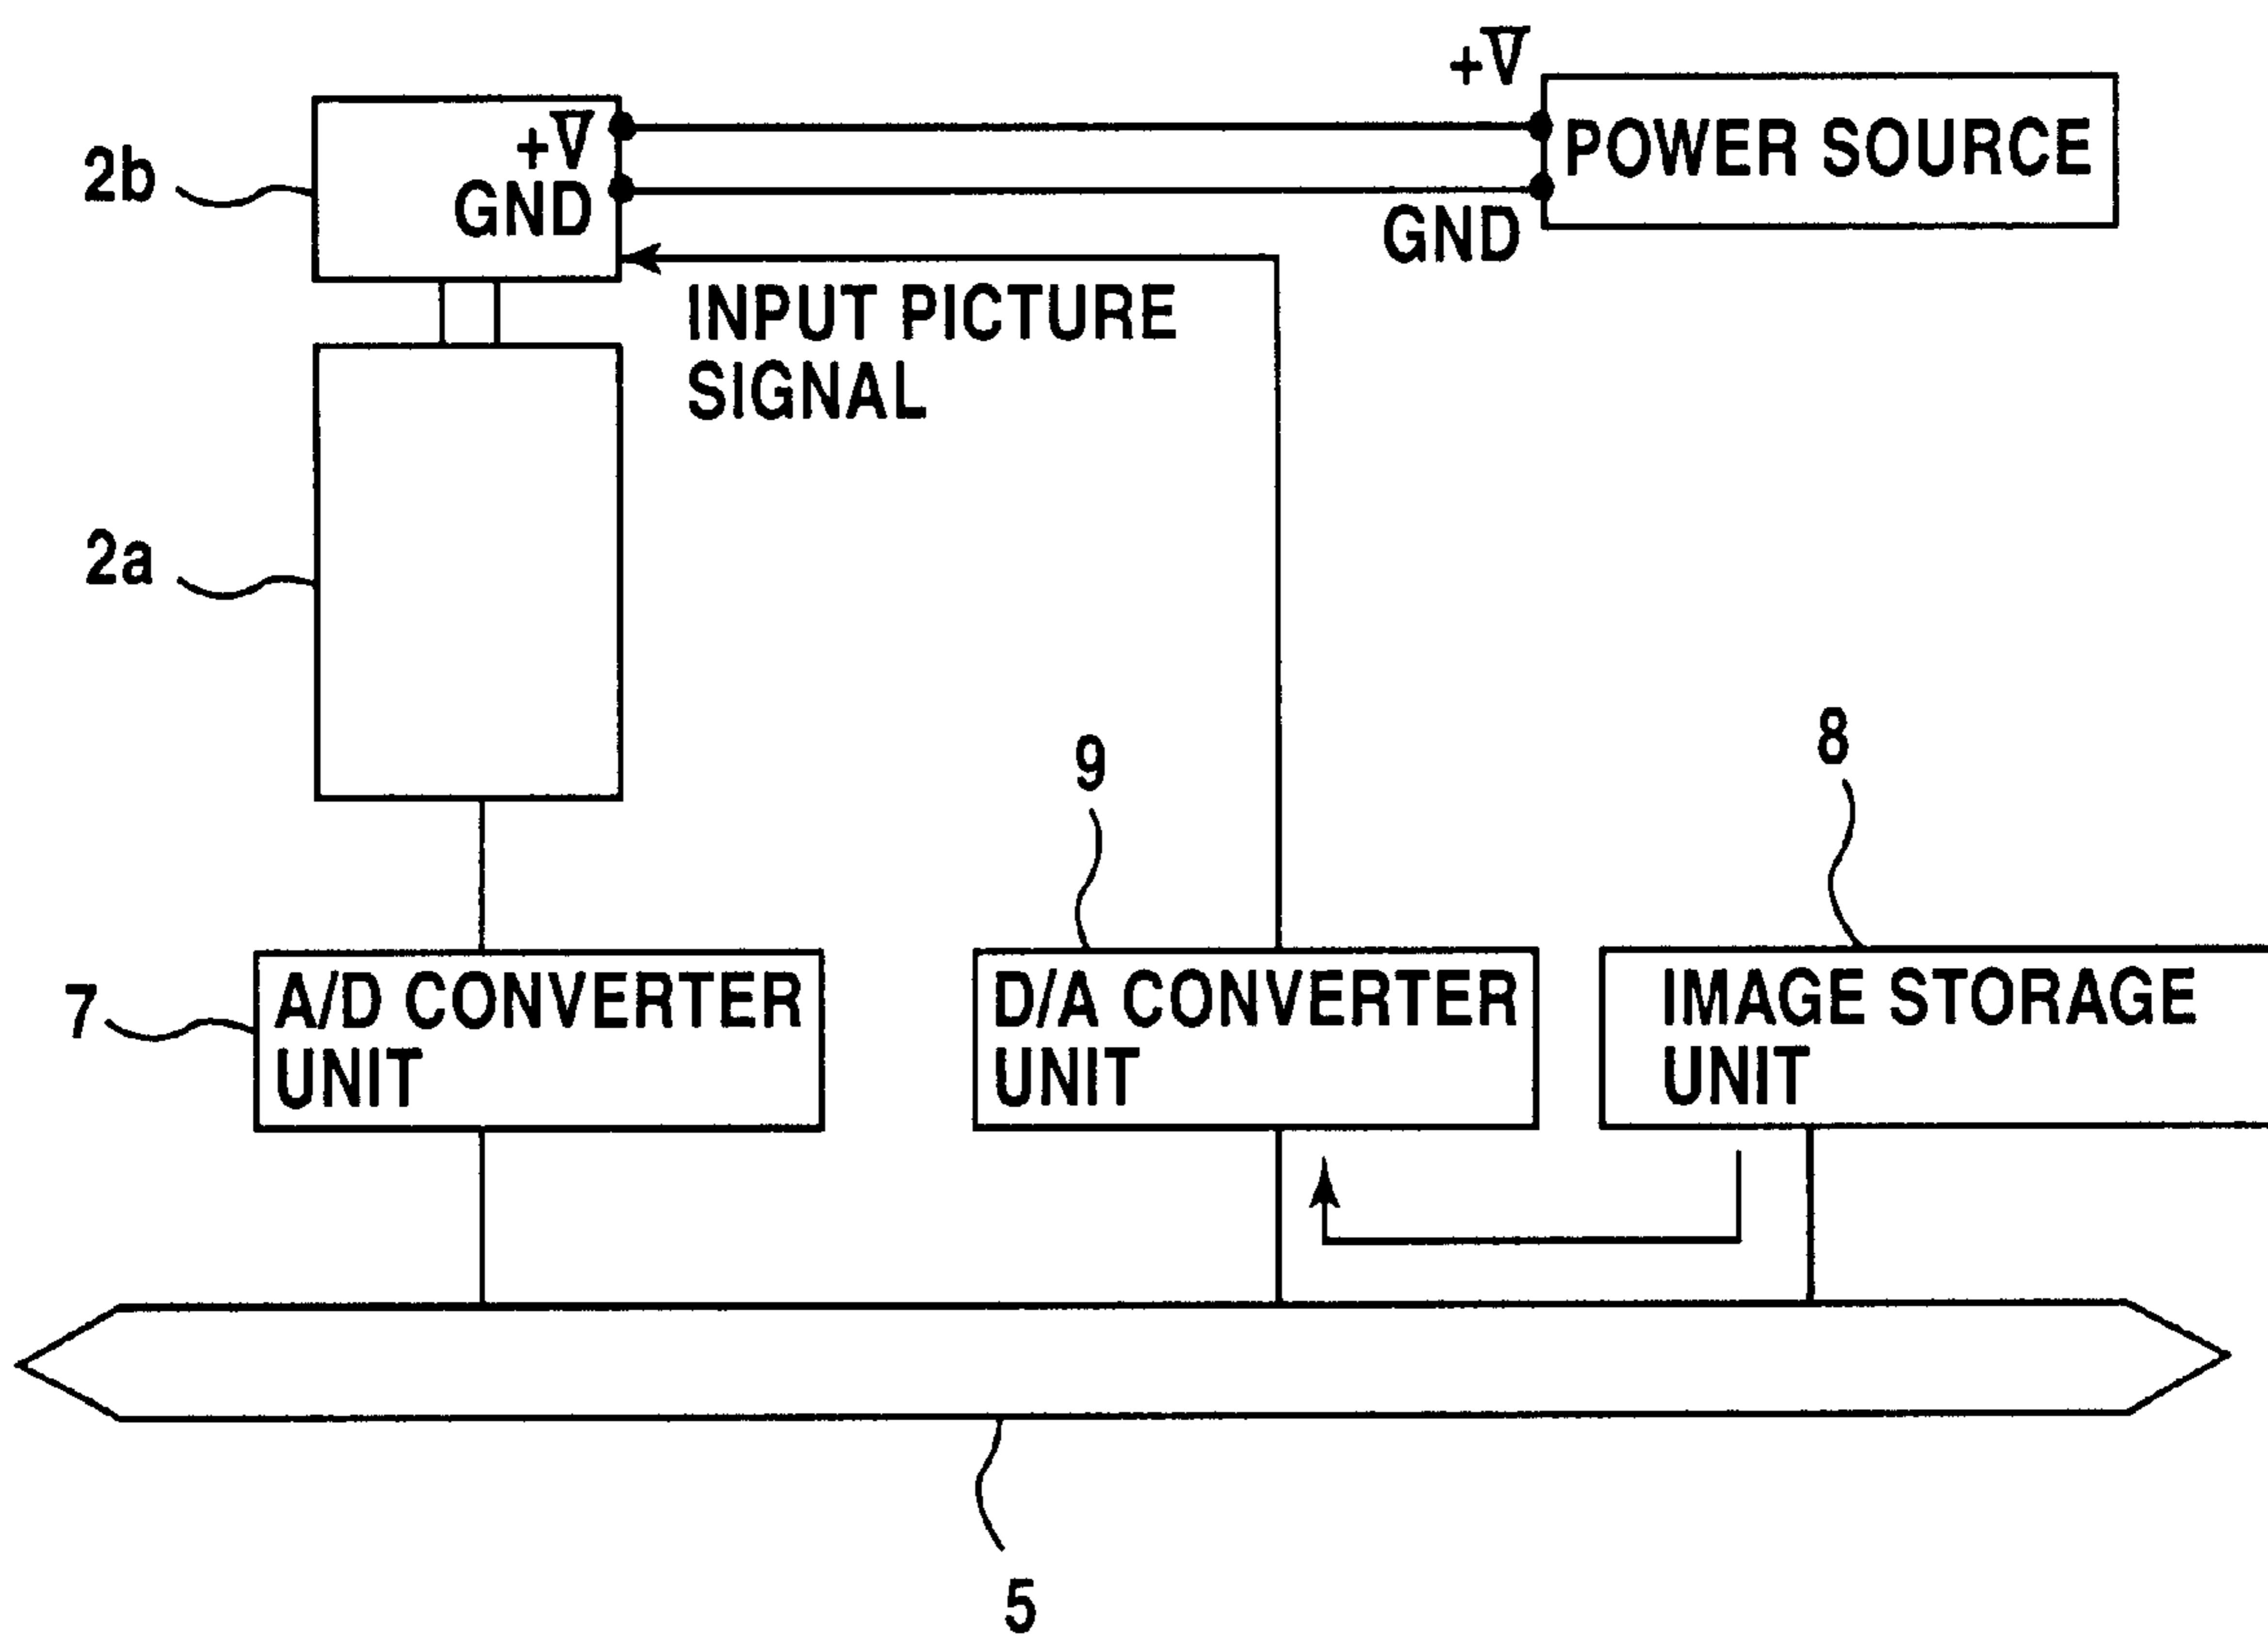 +V
+V
GND
POWER SOURCE
GND
2b
INPUT PICTURE
SIGNAL
2a
9
8
7
A/D CONVERTER
UNIT
D/A CONVERTER
UNIT
IMAGE STORAGE
UNIT
5